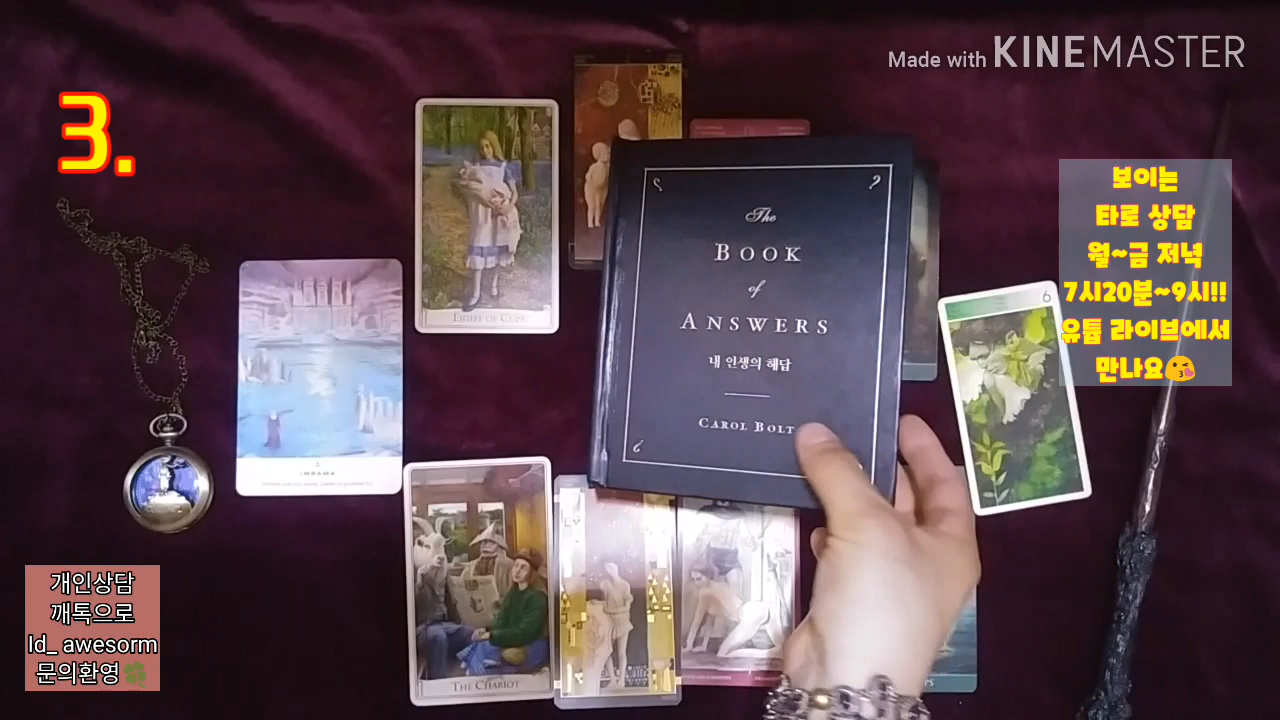 Made with KINEMASTER
3.
보이는
타로 상담
월~금 저녁
7시20분~9시!!
유튭 라이브에서
만나요😘
The
BOOK
of
ANSWERS
내 인생의 해답
CAROL BOLT
EIGHT OF CUPS
6
THE CHARIOT
개인상담
깨톡으로
Id_ awesorm
문의환영🍀